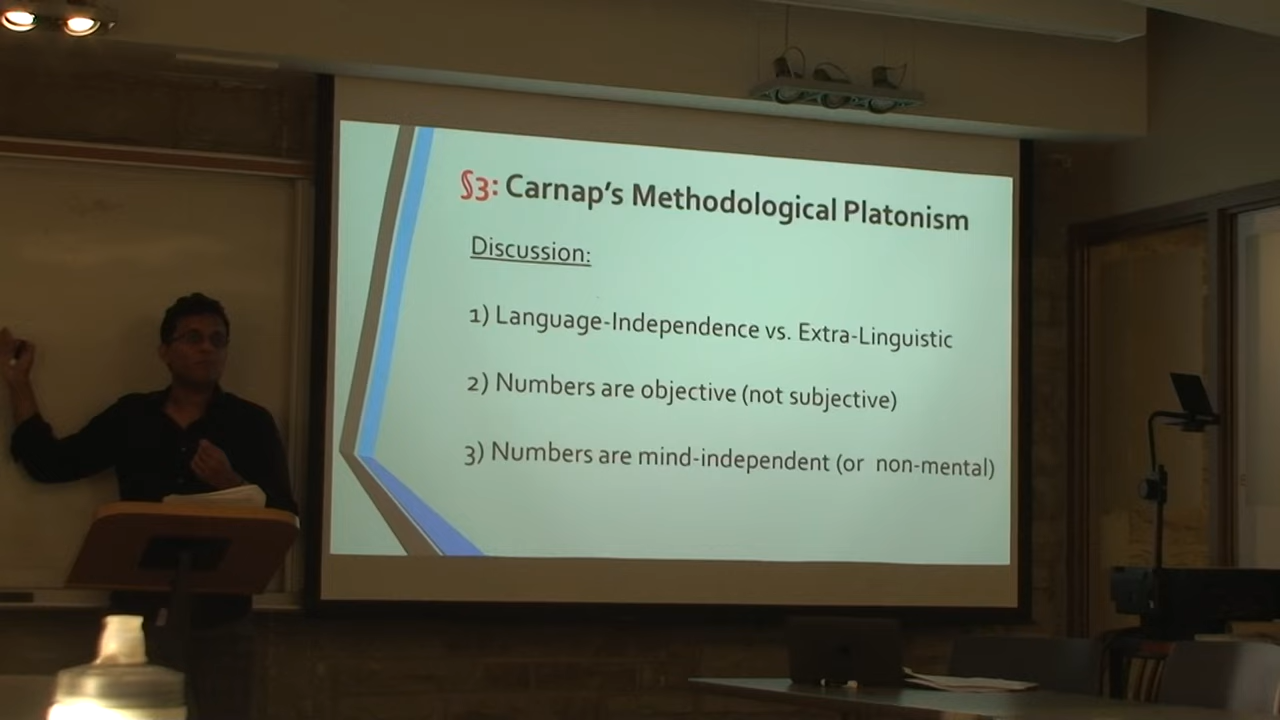 §3: Carnap's Methodological Platonism
Discussion:
1) Language-Independence vs. Extra-Linguistic
2) Numbers are objective (not subjective)
3) Numbers are mind-independent (or non-mental)